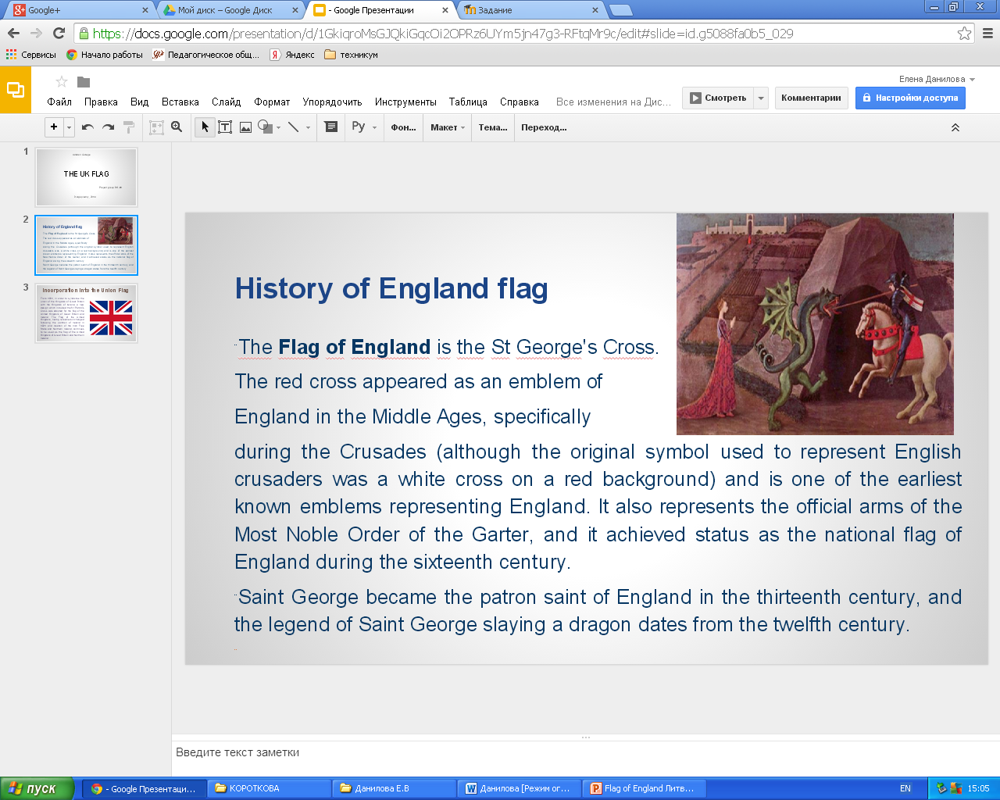 Google+
Мой диск – Google Диск
- Google Презентации
Задание
https://docs.google.com/presentation/d/1GkiqroMsGJQkiGqcOi2OPRz6UYm5jn47g3-RFtqMr9c/edit#slide=id.g5088fa0b5_029
Сервисы
Начало работы
Педагогическое общ...
Яндекс
техникум
Елена Данилова
Файл Правка Вид Вставка Слайд Формат Упорядочить Инструменты Таблица Справка Все изменения на Дис...
Смотреть
Комментарии
Настройки доступа
Ру
Фон...
Макет
Тема...
Переход...
1
THE UK FLAG
2
History of England flag
3
Incorporation into the Union Flag
History of England flag
The Flag of England is the St George's Cross.
The red cross appeared as an emblem of
England in the Middle Ages, specifically
during the Crusades (although the original symbol used to represent English
crusaders was a white cross on a red background) and is one of the earliest
known emblems representing England. It also represents the official arms of the
Most Noble Order of the Garter, and it achieved status as the national flag of
England during the sixteenth century.
Saint George became the patron saint of England in the thirteenth century, and
the legend of Saint George slaying a dragon dates from the twelfth century.
Введите текст заметки
пуск
- Google Презентаци...
КОРОТКОВА
Данилова Е.В
Данилова [Режим ог...
Flag of England Литв...
EN
15:05